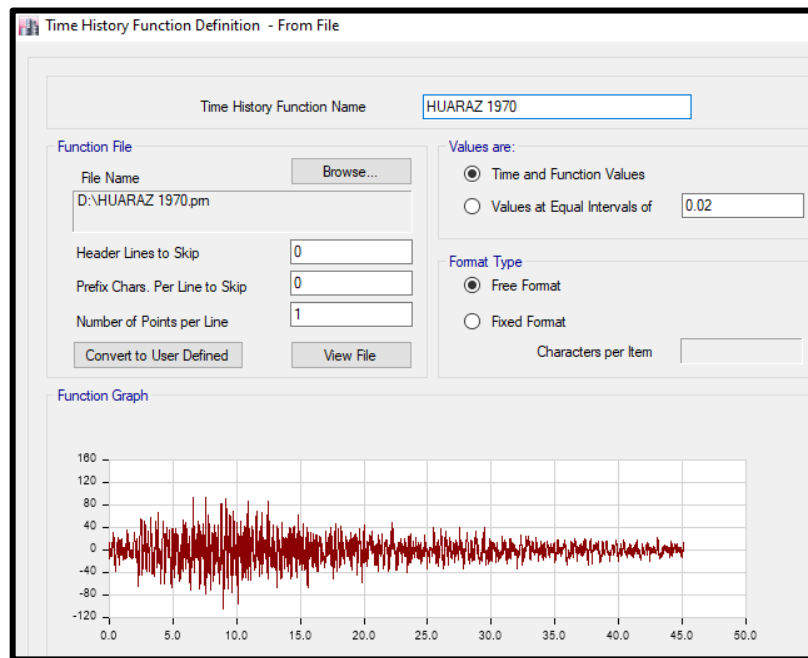 Time History Function Definition - From File
Time History Function Name HUARAZ 1970
Function File
File Name Browse...
D:\HUARAZ 1970.prn
Header Lines to Skip 0
Prefix Chars. Per Line to Skip 0
Number of Points per Line 1
Convert to User Defined View File
Values are:
Time and Function Values
Values at Equal Intervals of 0.02
Format Type
Free Format
Fixed Format
Characters per Item
Function Graph
160
120
80
40
0
-40
-80
-120
0.0 5.0 10.0 15.0 20.0 25.0 30.0 35.0 40.0 45.0 50.0